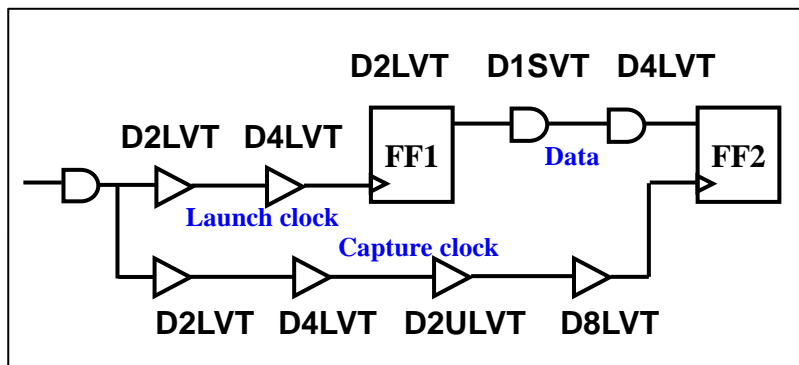 D2LVT D1SVT D4LVT
D2LVT D4LVT
FF1
FF2
Data
Launch clock
Capture clock
D2LVT D4LVT D2ULVT D8LVT